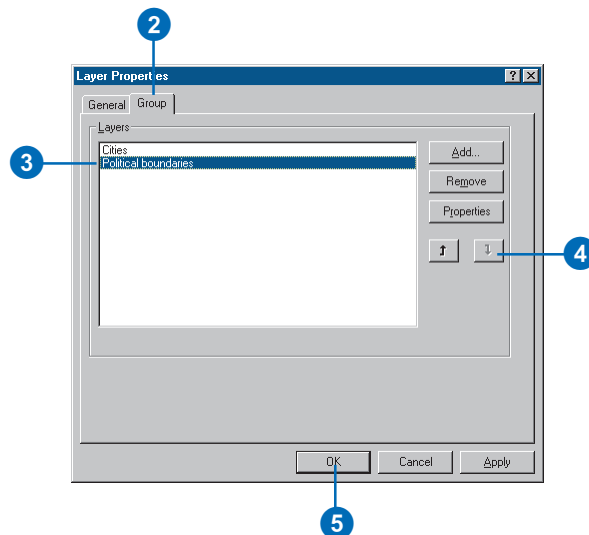 2
Layer Properties
General Group
Layers
Cities
Political boundaries
3
Add...
Remove
Properties
4
OK Cancel Apply
5